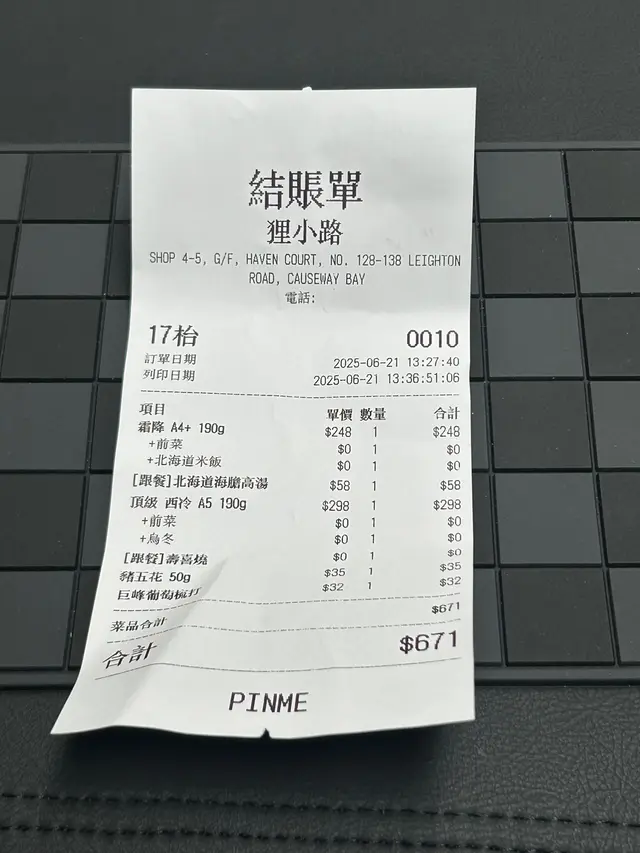 結賬單
狸小路
SHOP 4-5, G/F, HAVEN COURT, NO. 128-138 LEIGHTON
ROAD, CAUSEWAY BAY
電話:
17枱 0010
訂單日期 2025-06-21 13:27:40
列印日期 2025-06-21 13:36:51:06
項目 單價 數量 合計
霜降 A4+ 190g $248 1 $248
+前菜 $0 1 $0
+北海道米飯 $0 1 $0
[跟餐]北海道海膽高湯 $58 1 $58
頂級 西冷 A5 190g $298 1 $298
+前菜 $0 1 $0
+烏冬 $0 1 $0
[跟餐]壽喜燒 $0 1 $0
豬五花 50g $35 1 $35
巨峰葡萄梳打 $32 1 $32
菜品合計 $671
合計 $671
PINME